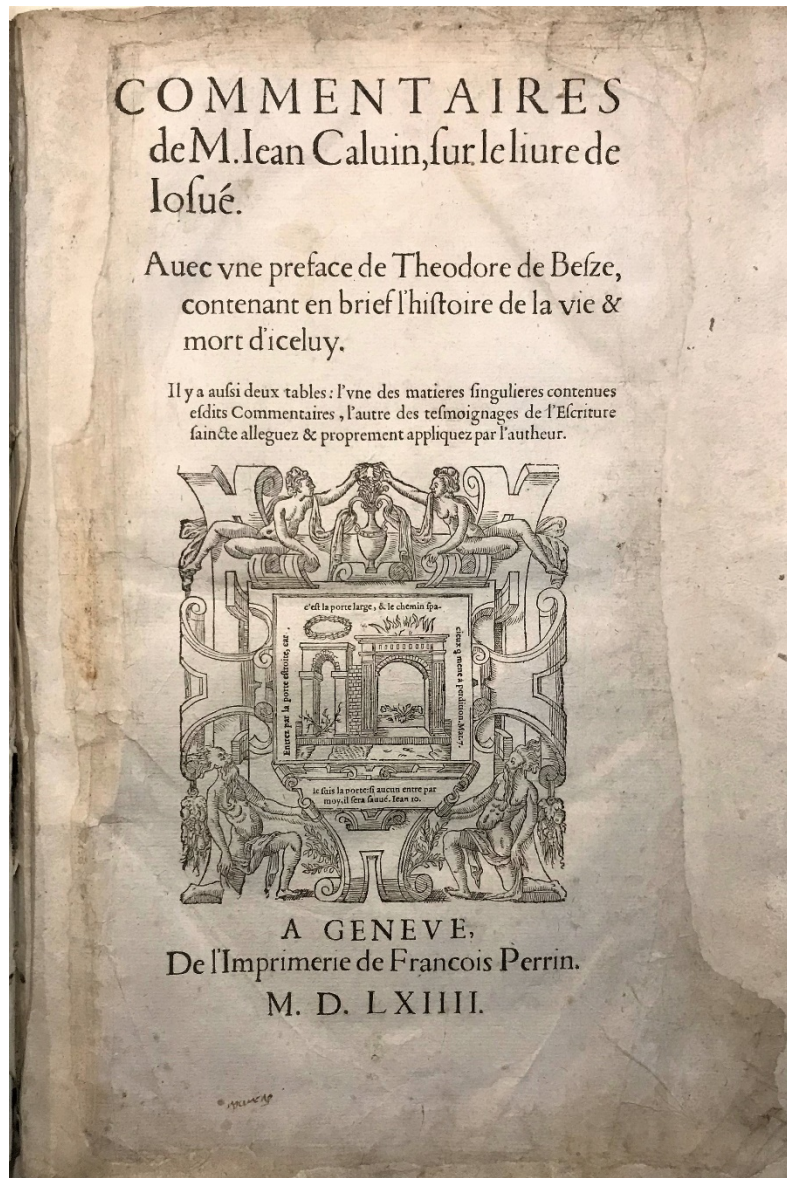 COMMENTAIRES
de M. Iean Caluin, ſur le liure de
Ioſué.
Auec vne preface de Theodore de Beſze,
contenant en brief l'hiſtoire de la vie &
mort d'iceluy.
Il y a auſſi deux tables : l'vne des matieres ſingulieres contenues
eſdits Commentaires, l'autre des teſmoignages de l'Eſcriture
ſaincte alleguez & proprement appliquez par l'autheur.
Entrez par la porte eſtroite, car
c'eſt la porte large, & le chemin ſpa-
cieux q mene à perdition. Mat. 7.
Ie ſuis la porte: ſi aucun entre par
moy, il ſera ſauué. Iean 10.
A GENEVE,
De l'Imprimerie de Francois Perrin.
M. D. LXIIII.